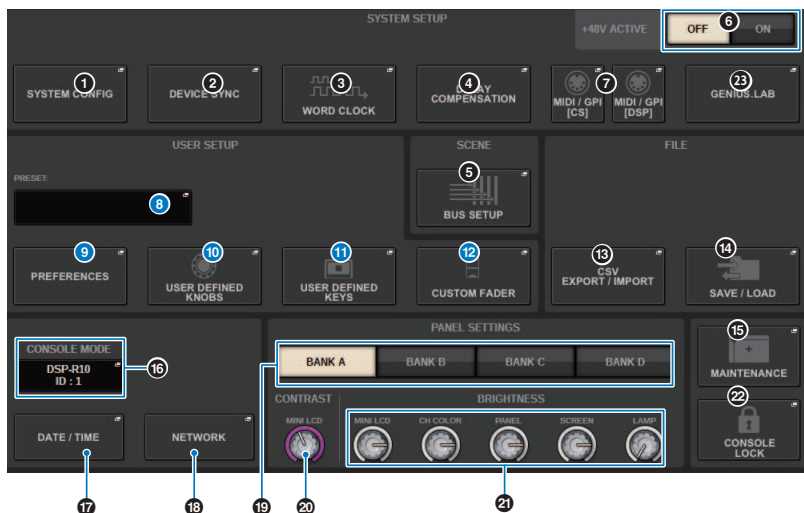 SYSTEM SETUP
+48V ACTIVE
OFF
6
ON
1
SYSTEM CONFIG
2
DEVICE SYNC
3
WORD CLOCK
4
DELAY
COMPENSATION
7
MIDI / GPI
[CS]
MIDI / GPI
[DSP]
23
GENIUS.LAB
USER SETUP
SCENE
FILE
PRESET
8
5
BUS SETUP
9
PREFERENCES
10
USER DEFINED
KNOBS
11
USER DEFINED
KEYS
12
CUSTOM FADER
13
CSV
EXPORT / IMPORT
14
SAVE / LOAD
CONSOLE MODE
DSP-R10
ID : 1
16
PANEL SETTINGS
BANK A
BANK B
BANK C
BANK D
15
MAINTENANCE
CONTRAST
BRIGHTNESS
MINI LCD
MINI LCD
CH COLOR
PANEL
SCREEN
LAMP
22
CONSOLE
LOCK
DATE / TIME
NETWORK
17
18
19
20
21